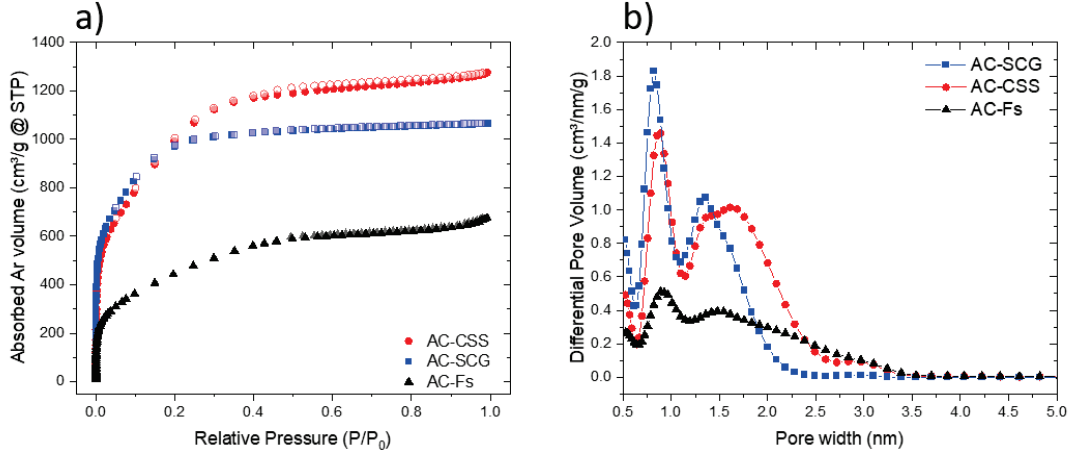 a)
Absorbed Ar volume (cm³/g @ STP)
1400
1200
1000
800
600
400
200
0
AC-CSS
AC-SCG
AC-Fs
0.0 0.2 0.4 0.6 0.8 1.0
Relative Pressure (P/P₀)
b)
Differential Pore Volume (cm³/nm/g)
2.0
1.8
1.6
1.4
1.2
1.0
0.8
0.6
0.4
0.2
0.0
AC-SCG
AC-CSS
AC-Fs
0.5 1.0 1.5 2.0 2.5 3.0 3.5 4.0 4.5 5.0
Pore width (nm)